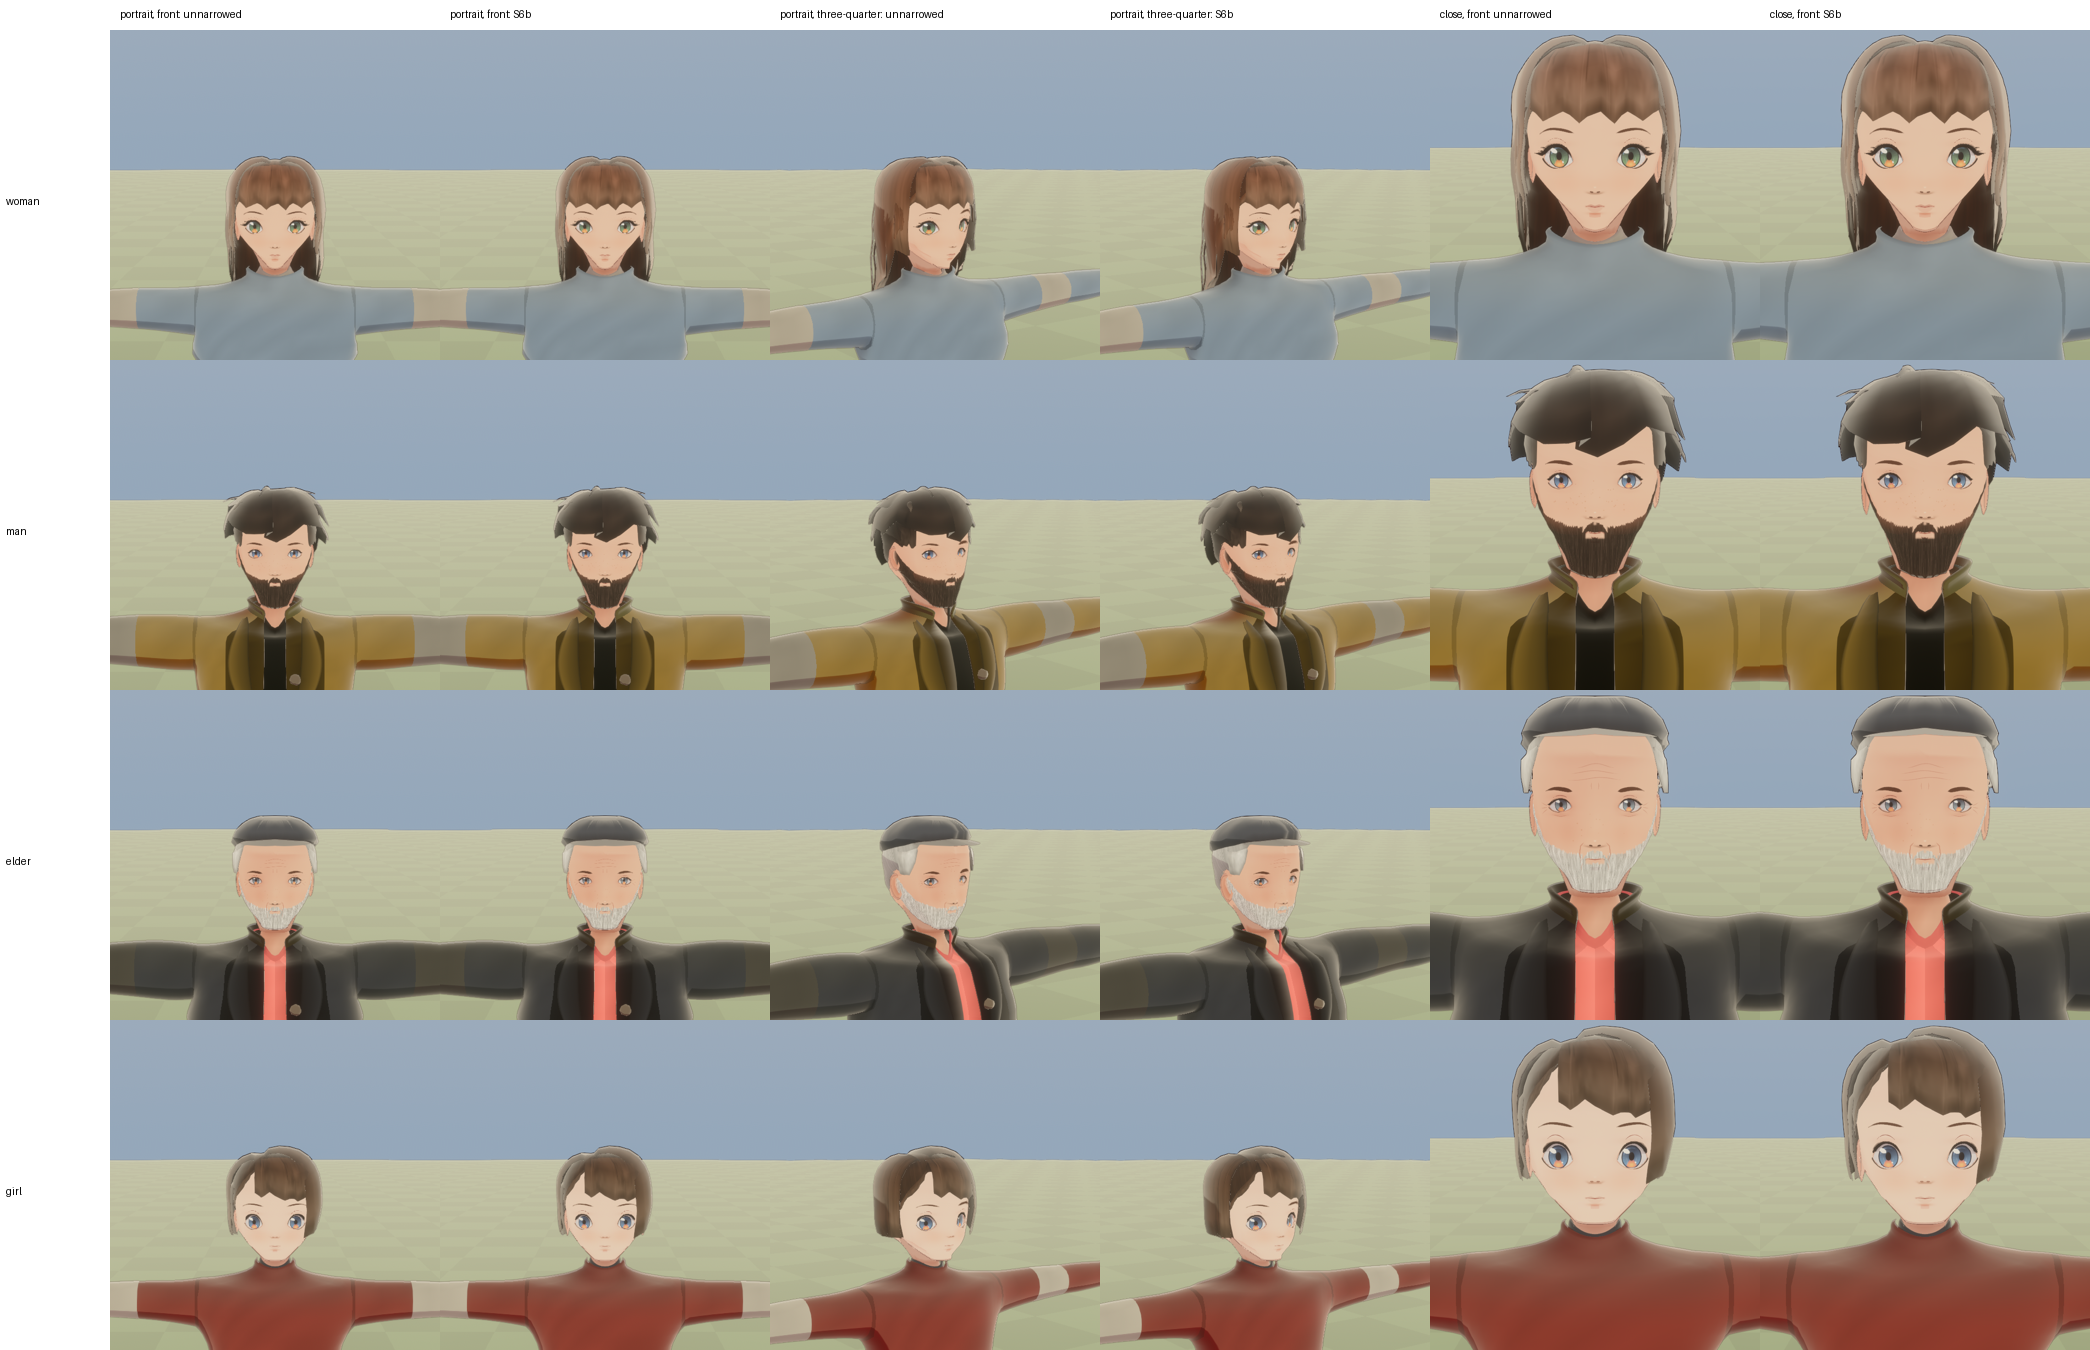 portrait, front: unnarrowed
portrait, front: S6b
portrait, three-quarter: unnarrowed
portrait, three-quarter: S6b
close, front: unnarrowed
close, front: S6b
woman
man
elder
girl